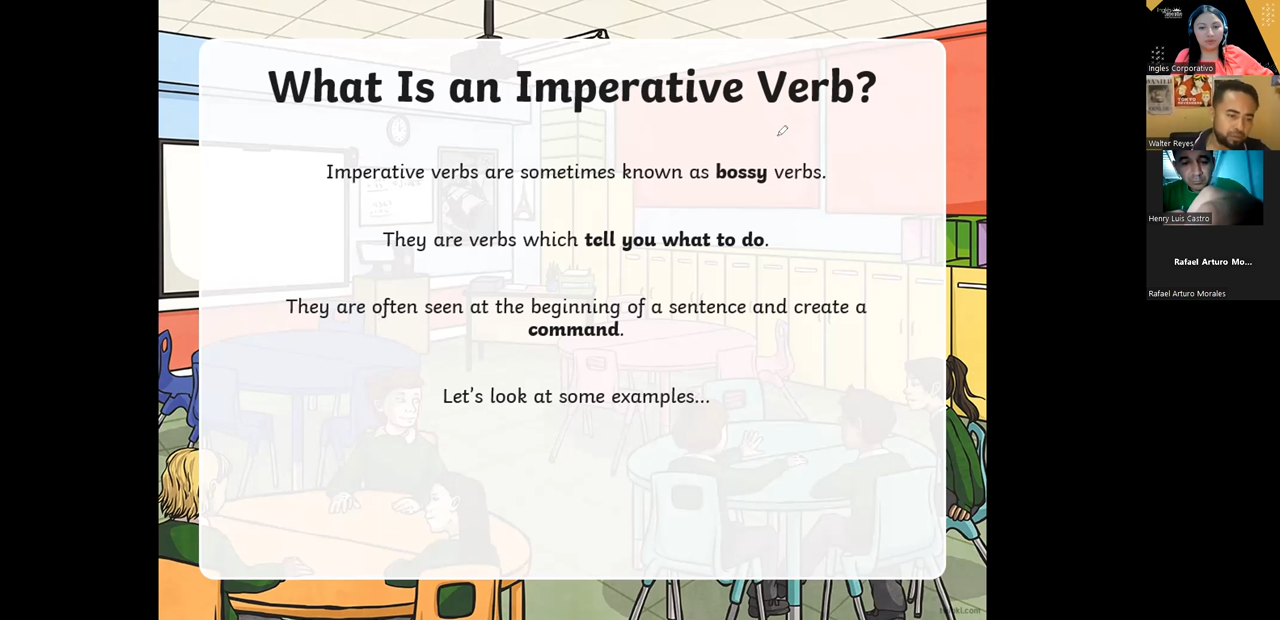 What Is an Imperative Verb?
Imperative verbs are sometimes known as bossy verbs.
They are verbs which tell you what to do.
They are often seen at the beginning of a sentence and create a
command.
Let's look at some examples...
Ingles Corporativo
TOKYO
Walter Reyes
Henry Luis Castro
Rafael Arturo Mo...
Rafael Arturo Morales